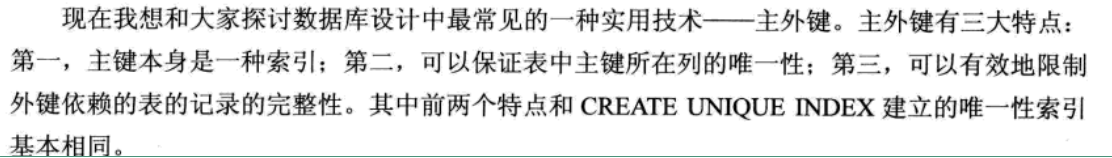 现在我想和大家探讨数据库设计中最常见的一种实用技术——主外键。主外键有三大特点：
第一，主键本身是一种索引；第二，可以保证表中主键所在列的唯一性；第三，可以有效地限制
外键依赖的表的记录的完整性。其中前两个特点和 CREATE UNIQUE INDEX 建立的唯一性索引
基本相同。